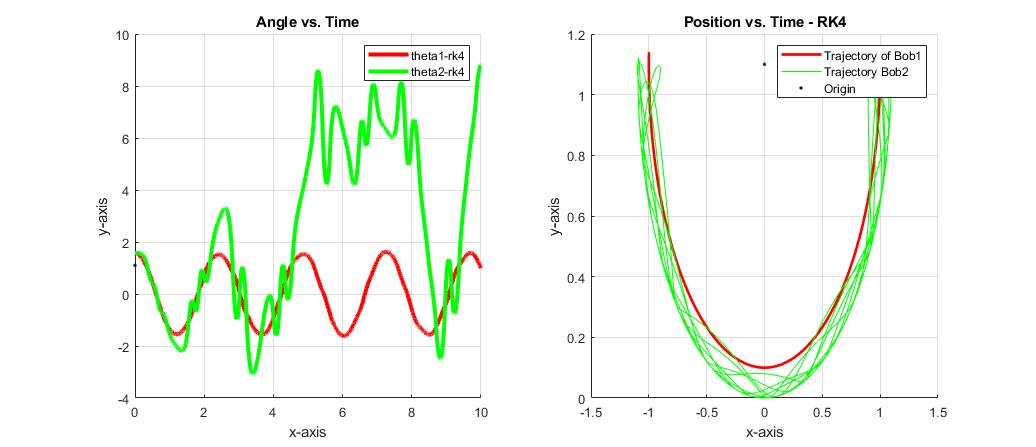 Angle vs. Time
10
8
6
4
2
0
-2
-4
0
2
4
6
8
10
x-axis
y-axis
theta1-rk4
theta2-rk4
Position vs. Time - RK4
1.2
1
0.8
0.6
0.4
0.2
0
-1.5
-1
-0.5
0
0.5
1
1.5
x-axis
y-axis
Trajectory of Bob1
Trajectory Bob2
Origin